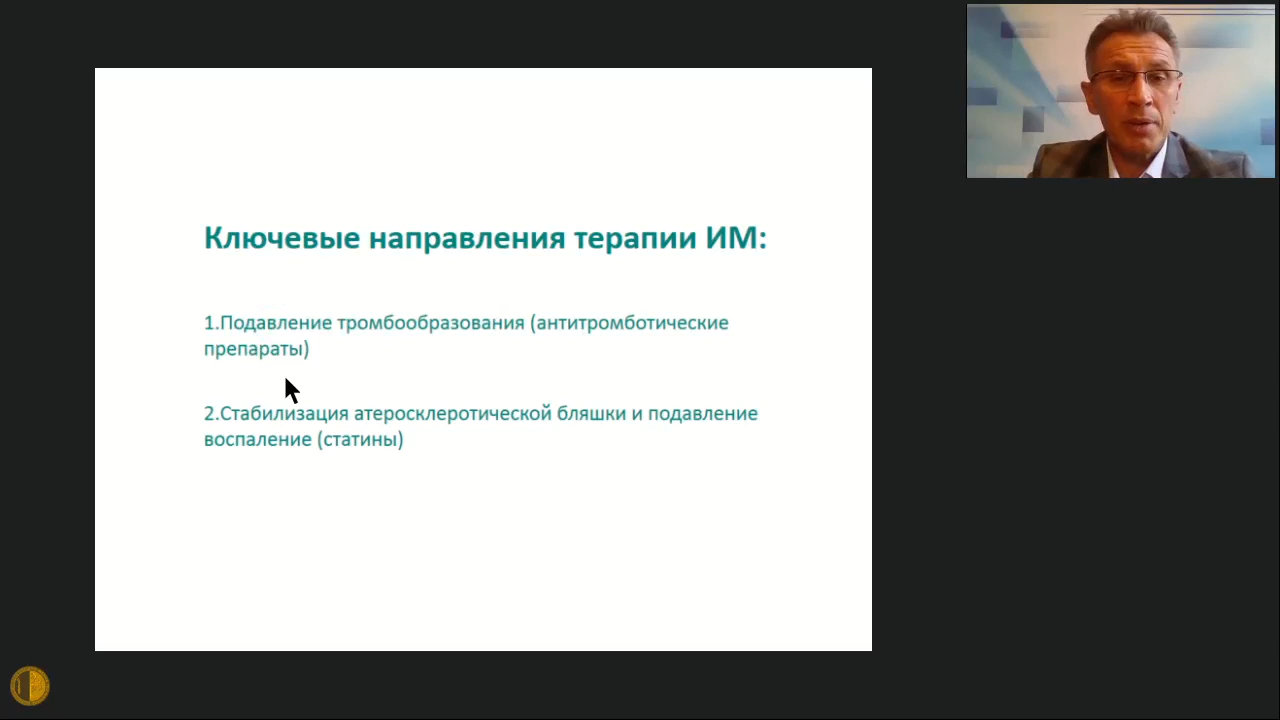 Ключевые направления терапии ИМ:
1.Подавление тромбообразования (антитромботические
препараты)
2.Стабилизация атеросклеротической бляшки и подавление
воспаление (статины)